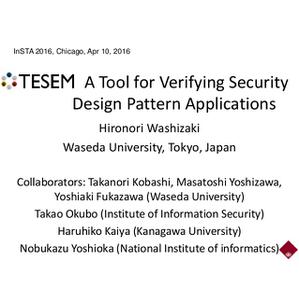 InSTA 2016, Chicago, Apr 10, 2016
TESEM A Tool for Verifying Security
Design Pattern Applications
Hironori Washizaki
Waseda University, Tokyo, Japan
Collaborators: Takanori Kobashi, Masatoshi Yoshizawa,
Yoshiaki Fukazawa (Waseda University)
Takao Okubo (Institute of Information Security)
Haruhiko Kaiya (Kanagawa University)
Nobukazu Yoshioka (National Institute of informatics)